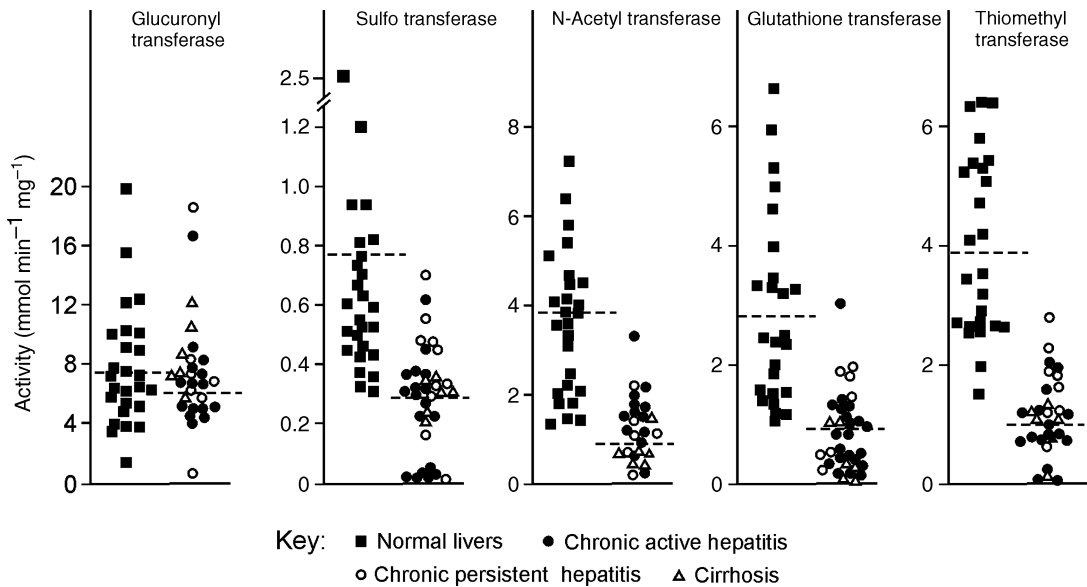 Glucuronyl
transferase
Sulfo transferase
N-Acetyl transferase
Glutathione transferase
Thiomethyl
transferase
Activity (mmol min⁻¹ mg⁻¹)
20
16
12
8
4
0
2.5
1.2
1.0
0.8
0.6
0.4
0.2
0
8
6
4
2
0
6
4
2
0
6
4
2
0
Key:
Normal livers
Chronic active hepatitis
Chronic persistent hepatitis
Cirrhosis